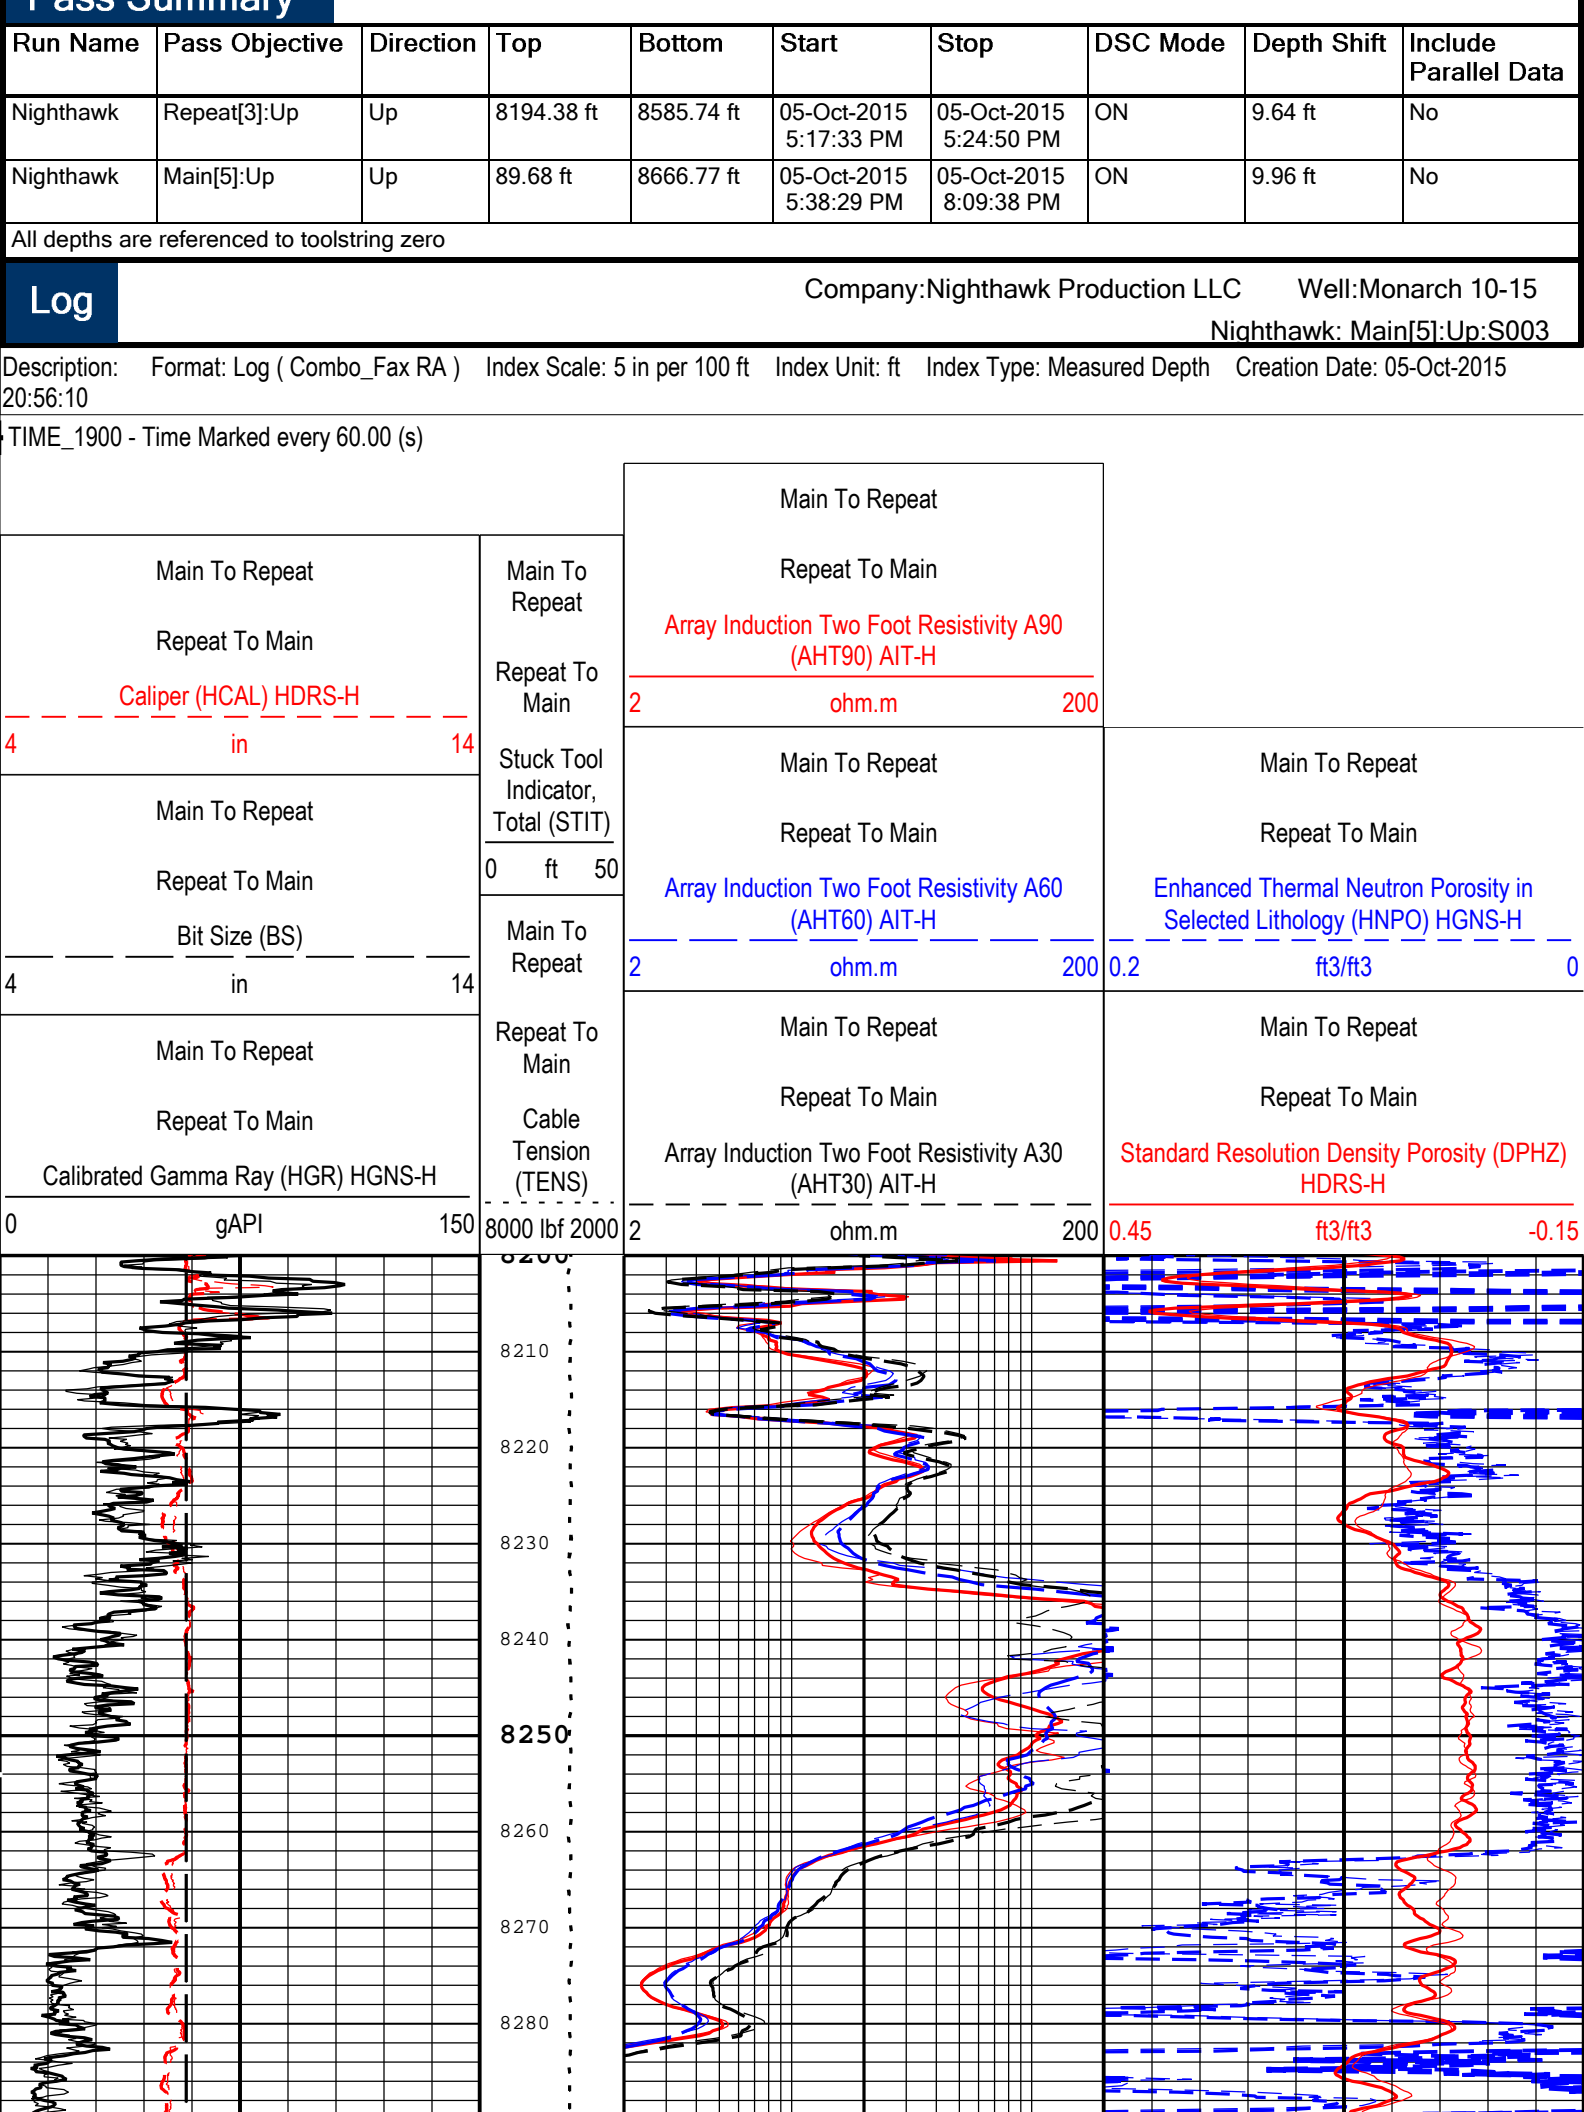 Pass Summary
Run Name Pass Objective Direction Top Bottom Start Stop DSC Mode Depth Shift Include Parallel Data
Nighthawk Repeat[3]:Up Up 8194.38 ft 8585.74 ft 05-Oct-2015 5:17:33 PM 05-Oct-2015 5:24:50 PM ON 9.64 ft No
Nighthawk Main[5]:Up Up 89.68 ft 8666.77 ft 05-Oct-2015 5:38:29 PM 05-Oct-2015 8:09:38 PM ON 9.96 ft No
All depths are referenced to toolstring zero
Log
Company:Nighthawk Production LLC Well:Monarch 10-15
Nighthawk: Main[5]:Up:S003
Description: Format: Log ( Combo_Fax RA ) Index Scale: 5 in per 100 ft Index Unit: ft Index Type: Measured Depth Creation Date: 05-Oct-2015
20:56:10
TIME_1900 - Time Marked every 60.00 (s)
Main To Repeat
Repeat To Main
Caliper (HCAL) HDRS-H
4 in 14
Main To Repeat
Repeat To Main
Bit Size (BS)
4 in 14
Main To Repeat
Repeat To Main
Calibrated Gamma Ray (HGR) HGNS-H
0 gAPI 150
Main To
Repeat
Repeat To
Main
Stuck Tool
Indicator,
Total (STIT)
0 ft 50
Main To
Repeat
Repeat To
Main
Cable
Tension
(TENS)
8000 lbf 2000
Main To Repeat
Repeat To Main
Array Induction Two Foot Resistivity A90
(AHT90) AIT-H
2 ohm.m 200
Main To Repeat
Repeat To Main
Array Induction Two Foot Resistivity A60
(AHT60) AIT-H
2 ohm.m 200
Main To Repeat
Repeat To Main
Array Induction Two Foot Resistivity A30
(AHT30) AIT-H
2 ohm.m 200
Main To Repeat
Repeat To Main
Enhanced Thermal Neutron Porosity in
Selected Lithology (HNPO) HGNS-H
0.2 ft3/ft3 0
Main To Repeat
Repeat To Main
Standard Resolution Density Porosity (DPHZ)
HDRS-H
0.45 ft3/ft3 -0.15
8200
8210
8220
8230
8240
8250
8260
8270
8280